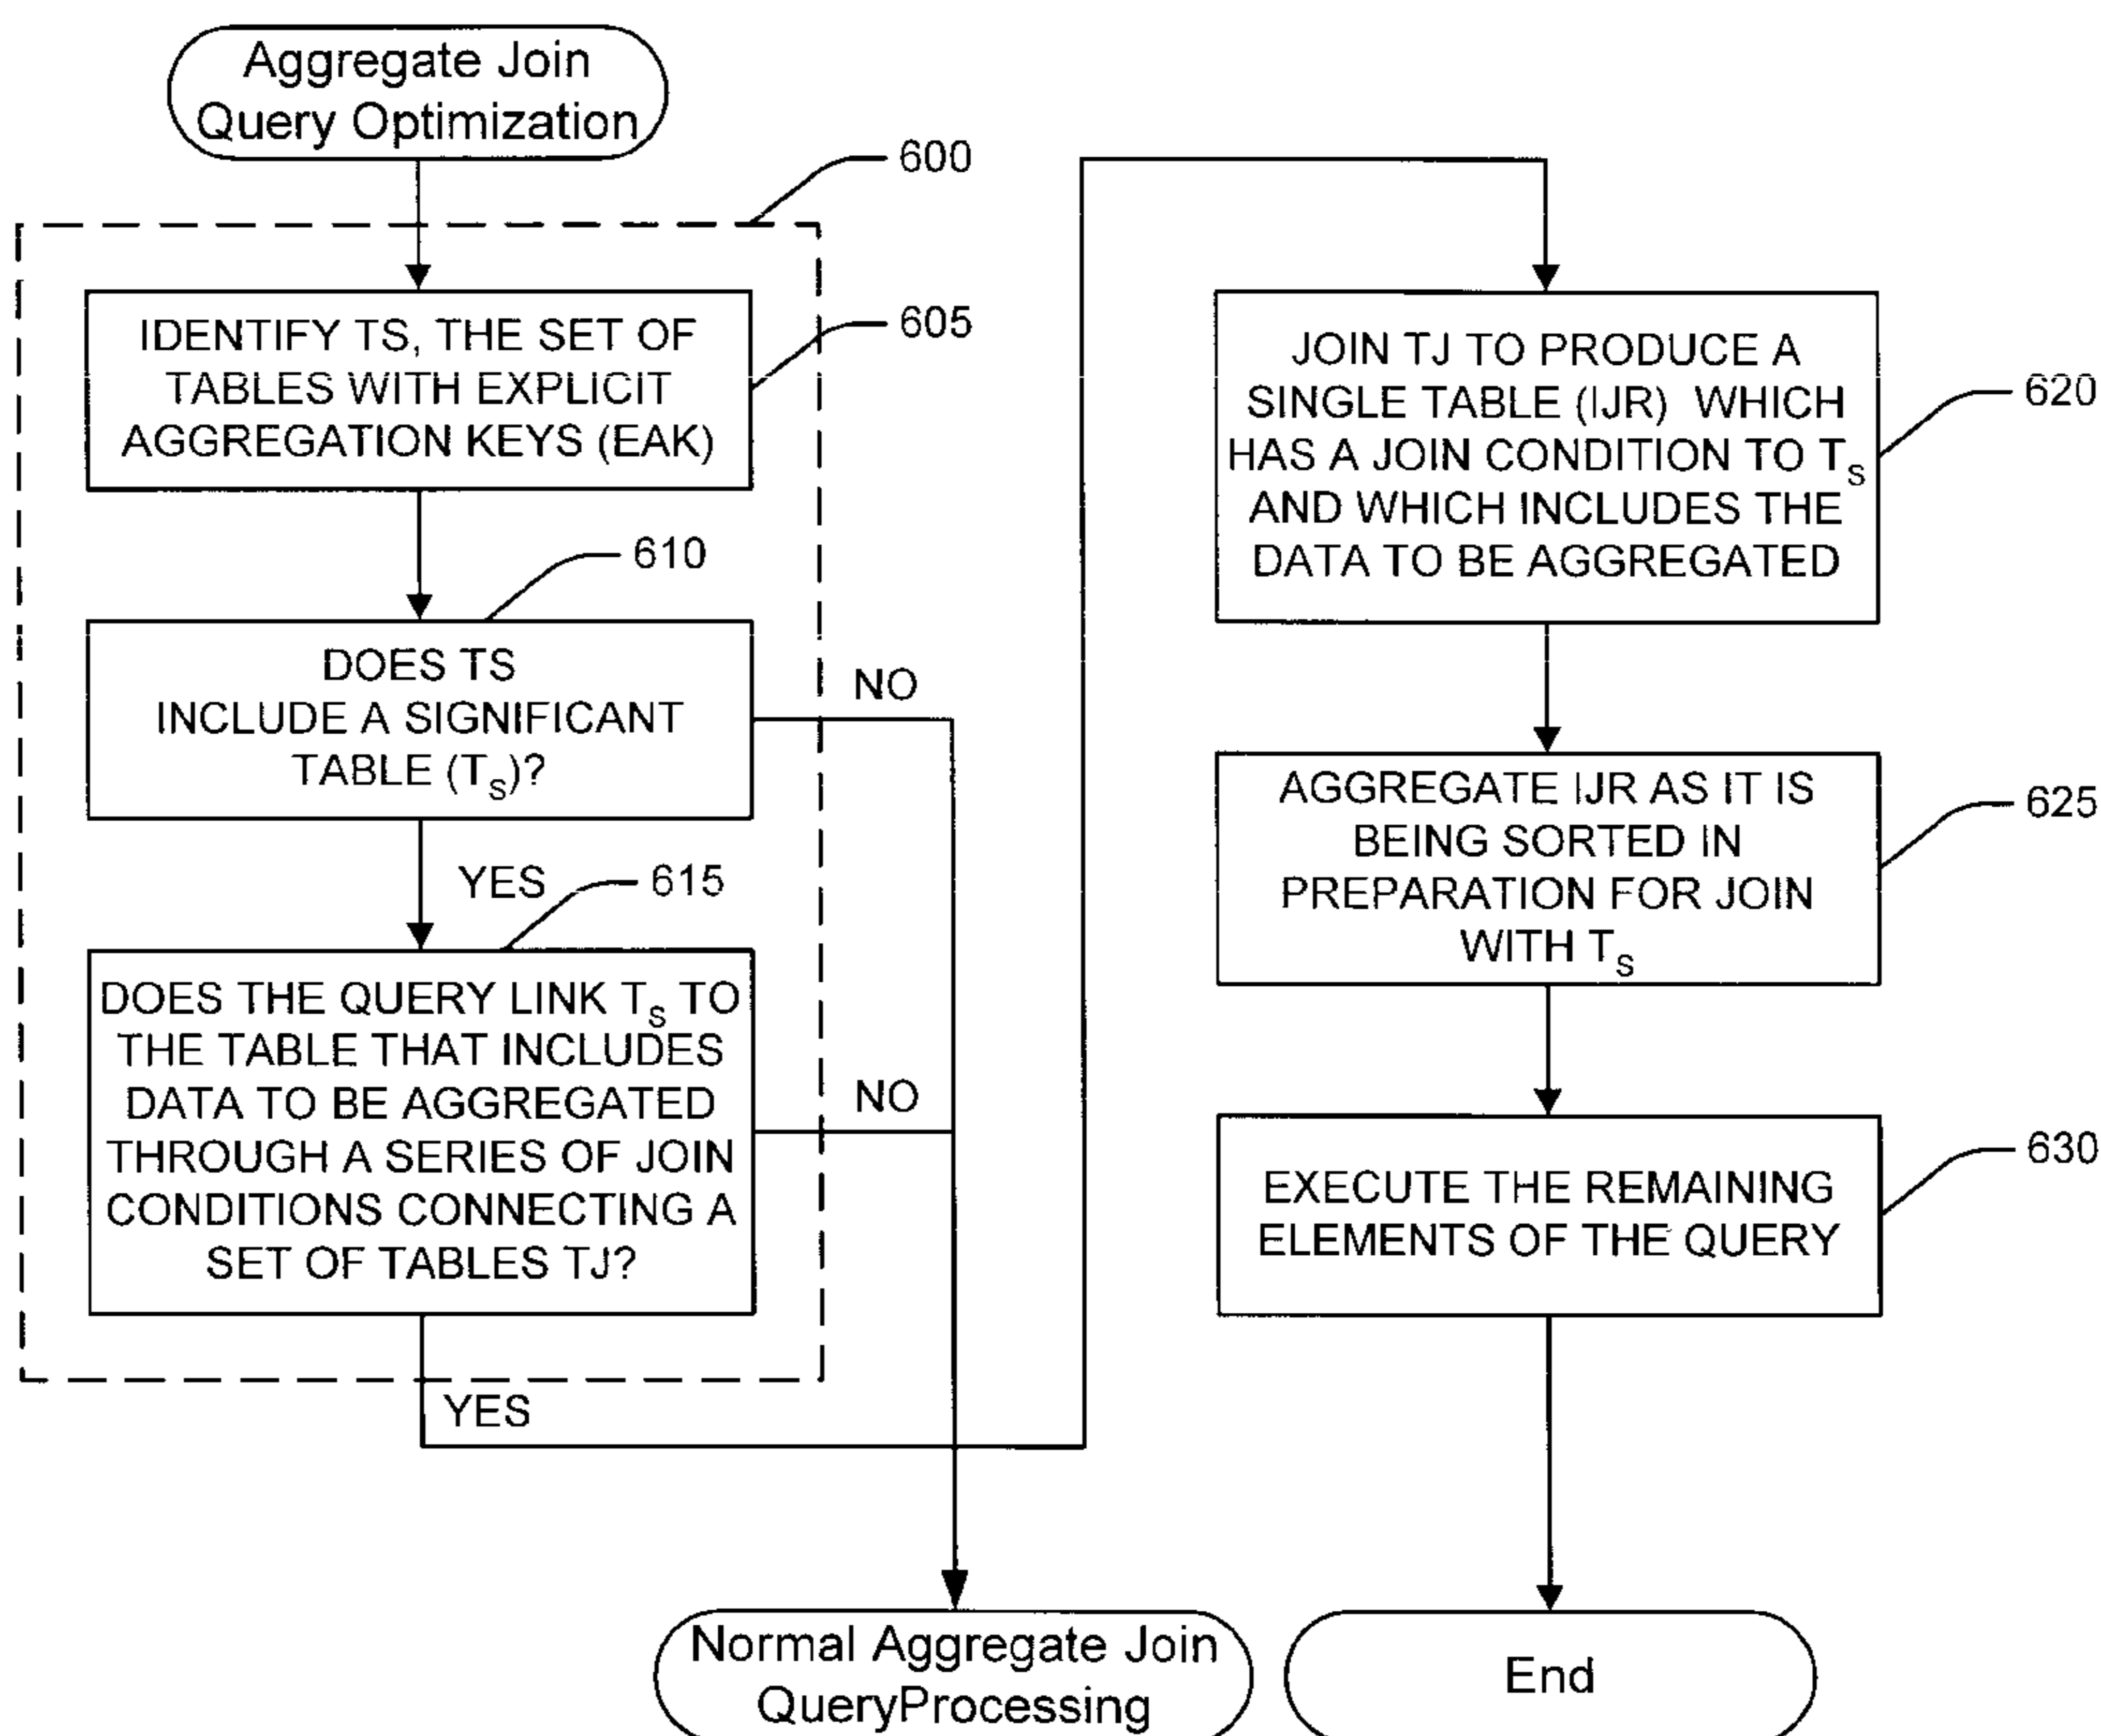 Aggregate Join
Query Optimization
600
IDENTIFY TS, THE SET OF
TABLES WITH EXPLICIT
AGGREGATION KEYS (EAK)
605
610
DOES TS
INCLUDE A SIGNIFICANT
TABLE (TS)?
NO
YES
615
DOES THE QUERY LINK TS TO
THE TABLE THAT INCLUDES
DATA TO BE AGGREGATED
THROUGH A SERIES OF JOIN
CONDITIONS CONNECTING A
SET OF TABLES TJ?
NO
YES
JOIN TJ TO PRODUCE A
SINGLE TABLE (IJR) WHICH
HAS A JOIN CONDITION TO TS
AND WHICH INCLUDES THE
DATA TO BE AGGREGATED
620
AGGREGATE IJR AS IT IS
BEING SORTED IN
PREPARATION FOR JOIN
WITH TS
625
EXECUTE THE REMAINING
ELEMENTS OF THE QUERY
630
Normal Aggregate Join
QueryProcessing
End